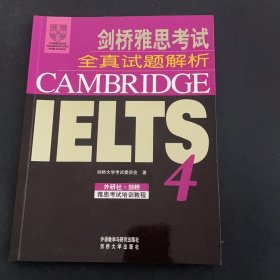 剑桥雅思考试
全真试题解析
CAMBRIDGE
IELTS
4
剑桥大学考试委员会 著
外研社·剑桥
雅思考试培训教程
外语教学与研究出版社
剑桥大学出版社